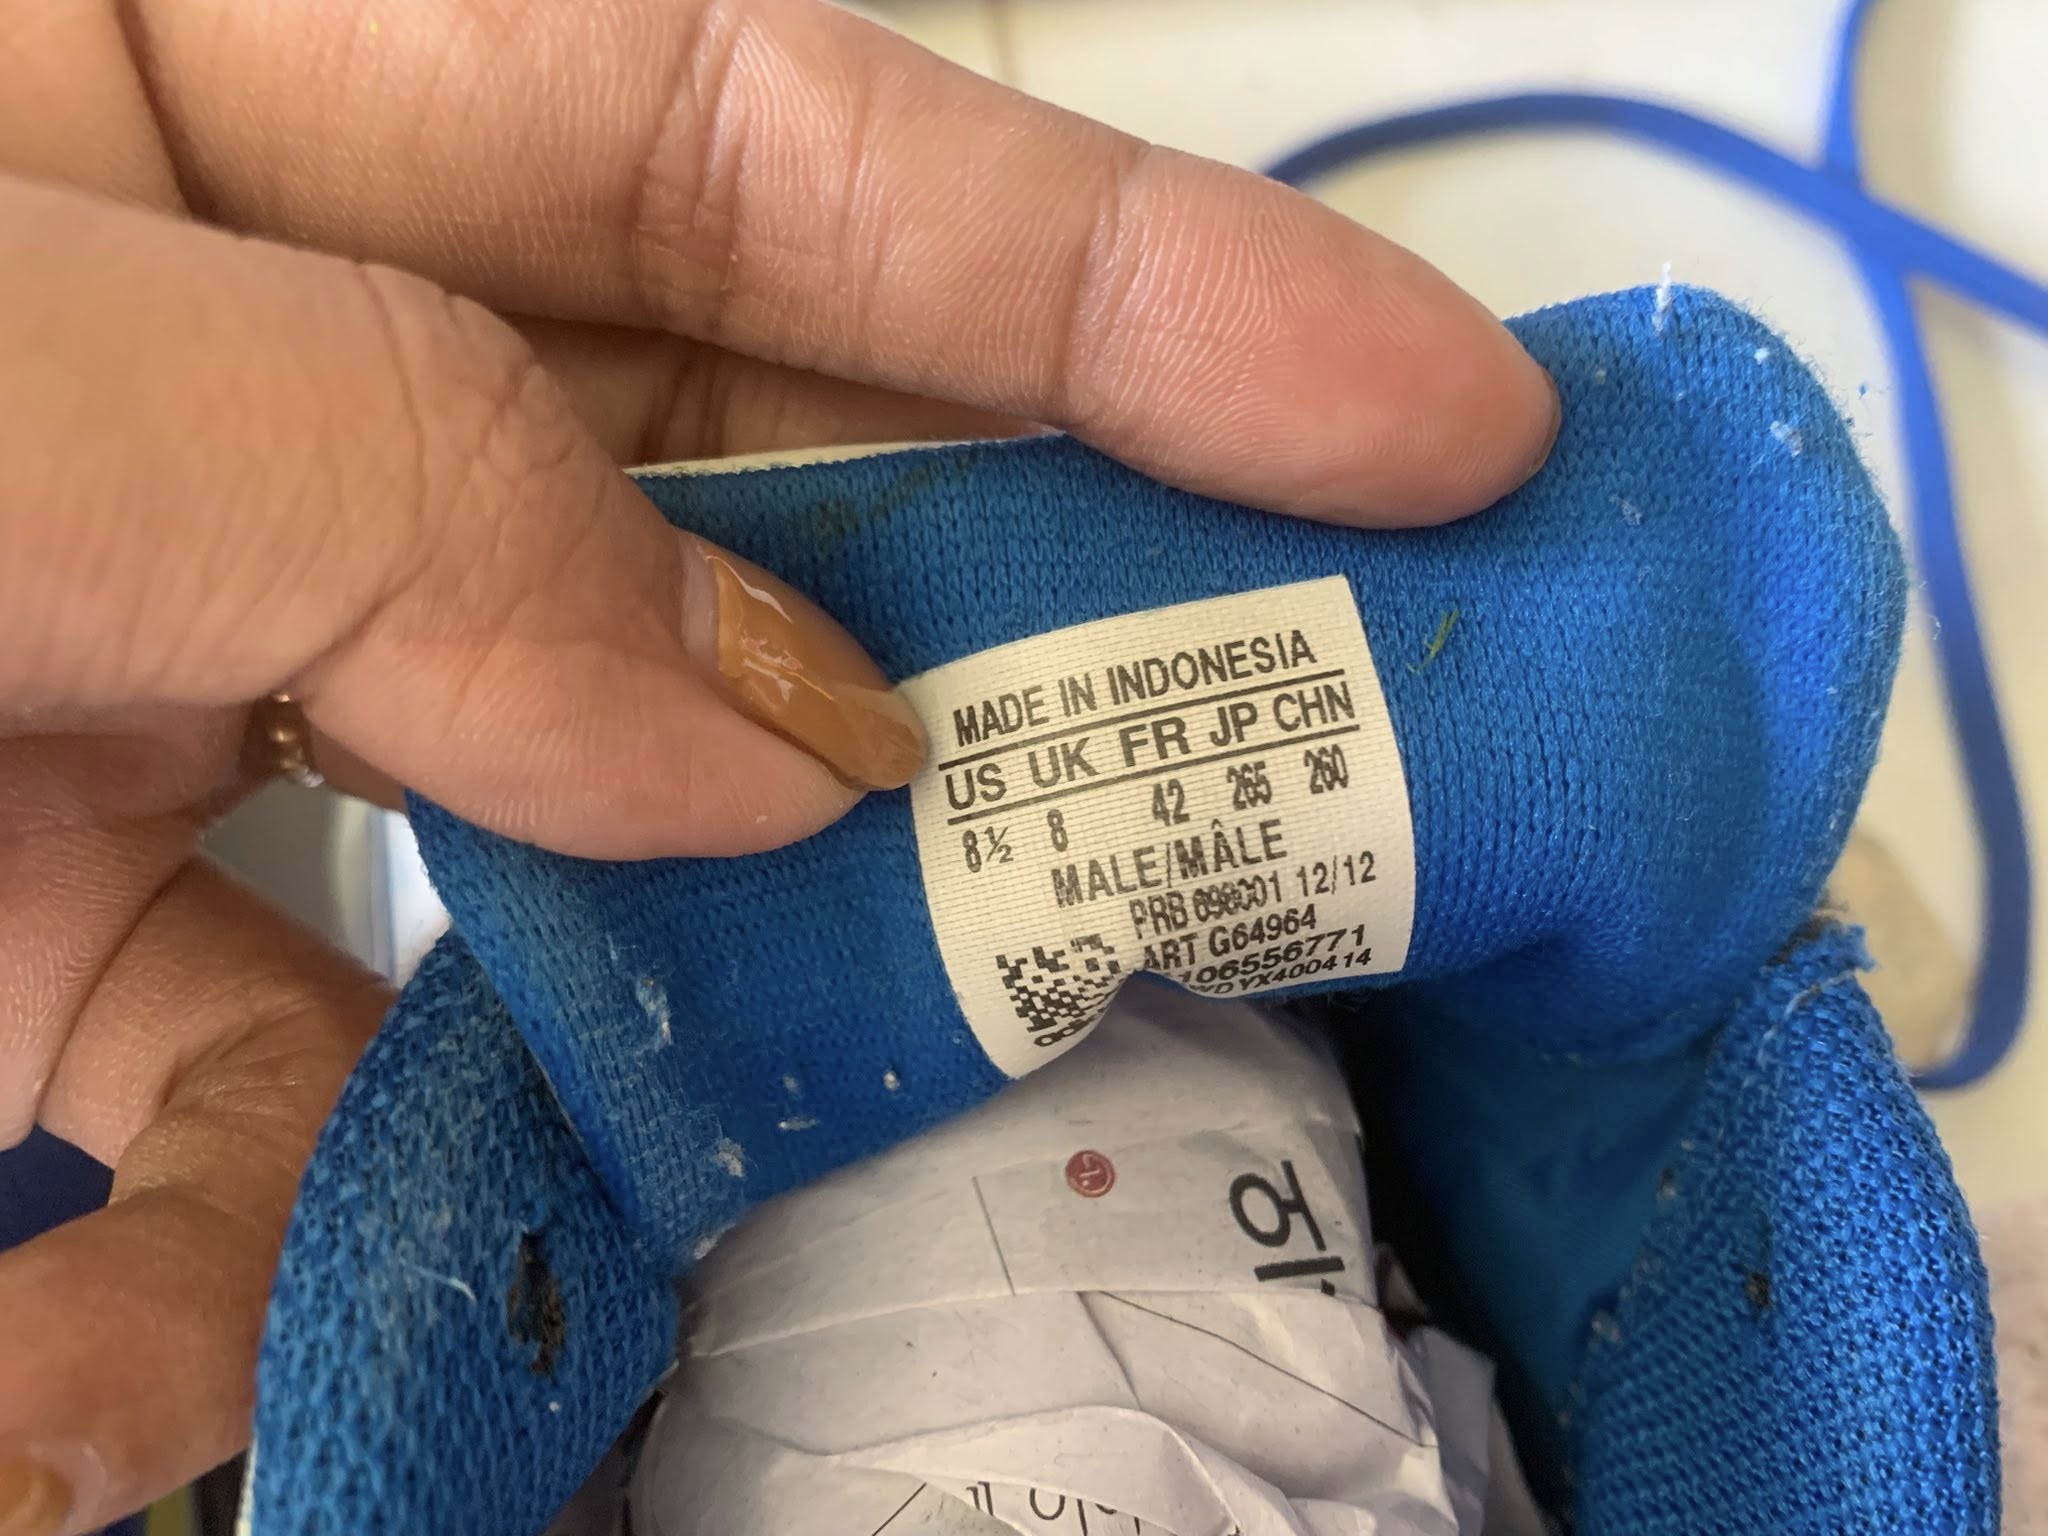 MADE IN INDONESIA
US UK FR JP CHN
8½ 8 42 265 260
MALE/MÂLE
PRB 698001 12/12
ART G64964
106556771
YX400414